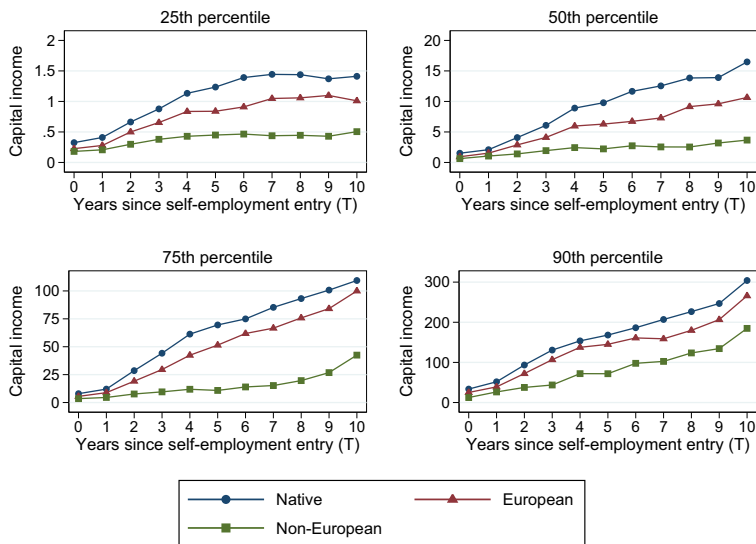 25th percentile
Capital income
2
1.5
1
.5
0
0 1 2 3 4 5 6 7 8 9 10
Years since self-employment entry (T)
50th percentile
Capital income
20
15
10
5
0
0 1 2 3 4 5 6 7 8 9 10
Years since self-employment entry (T)
75th percentile
Capital income
100
75
50
25
0
0 1 2 3 4 5 6 7 8 9 10
Years since self-employment entry (T)
90th percentile
Capital income
300
200
100
0
0 1 2 3 4 5 6 7 8 9 10
Years since self-employment entry (T)
Native
European
Non-European